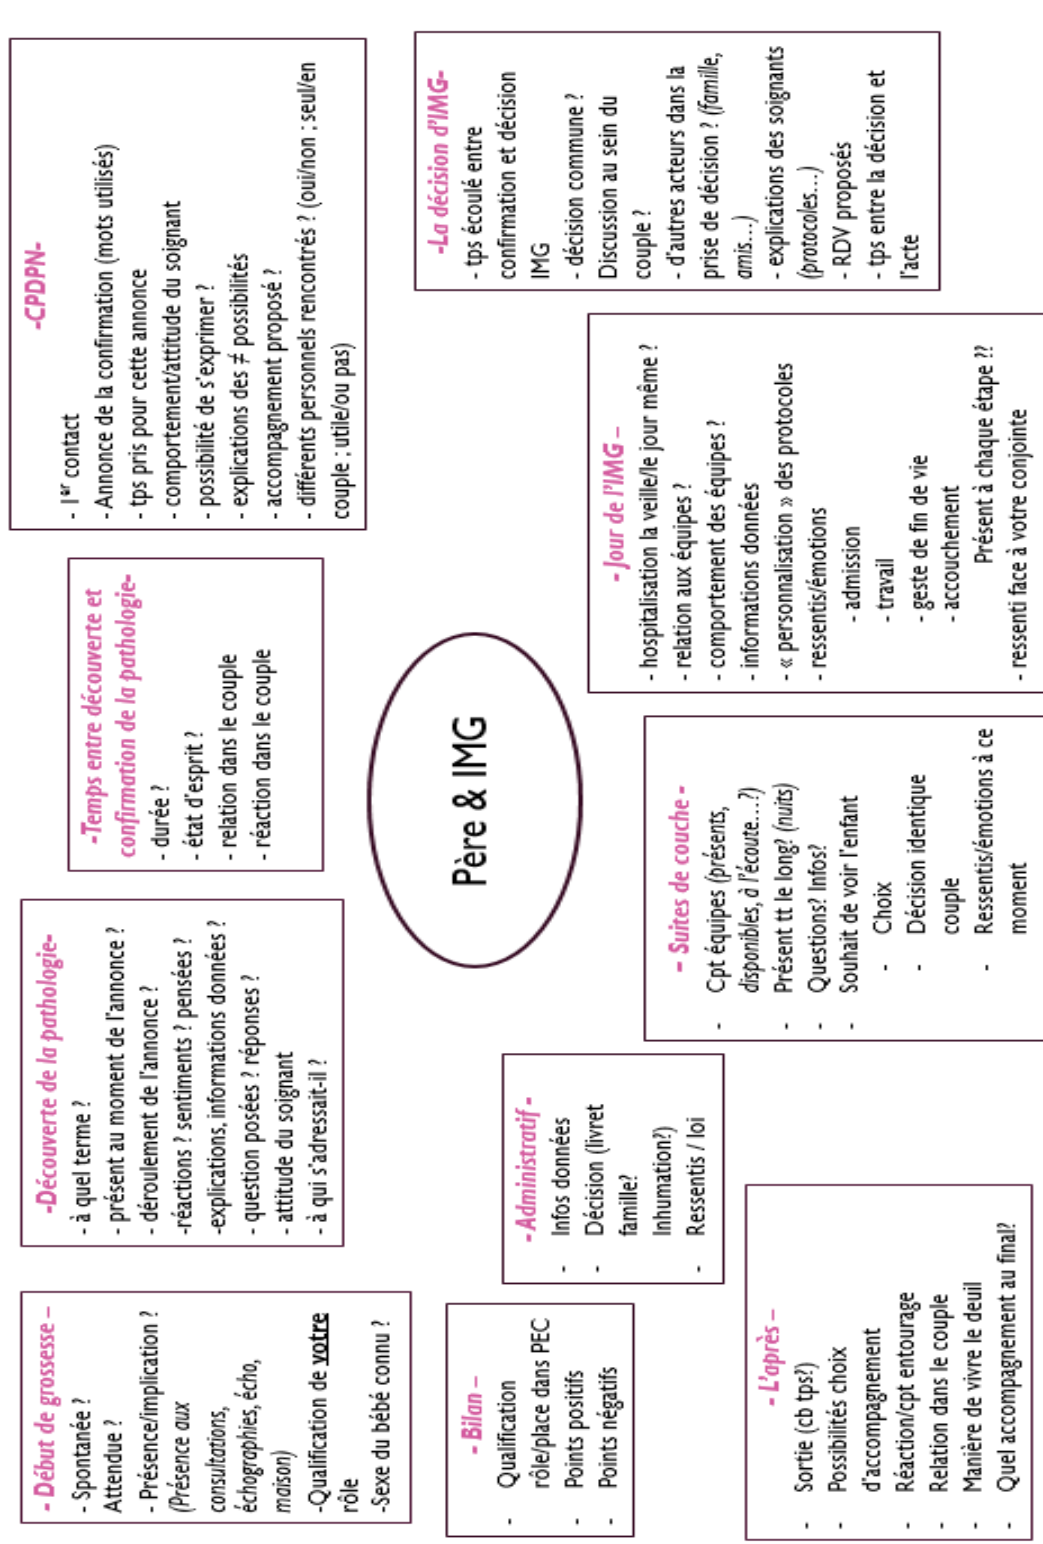 - Début de grossesse –
- Spontanée ?
Attendue ?
- Présence/implication ?
(Présence aux
consultations,
échographies, écho,
maison)
-Qualification de votre
rôle
-Sexe du bébé connu ?
-Découverte de la pathologie-
- à quel terme ?
- présent au moment de l'annonce ?
- déroulement de l'annonce ?
-réactions ? sentiments ? pensées ?
-explications, informations données ?
- question posées ? réponses ?
- attitude du soignant
- à qui s'adressait-il ?
-Temps entre découverte et
confirmation de la pathologie-
- durée ?
- état d'esprit ?
- relation dans le couple
- réaction dans le couple
-CPDPN-
- 1er contact
- Annonce de la confirmation (mots utilisés)
- tps pris pour cette annonce
- comportement/attitude du soignant
- possibilité de s'exprimer ?
- explications des ≠ possibilités
- accompagnement proposé ?
- différents personnels rencontrés ? (oui/non ; seul/en
couple ; utile/ou pas)
Père & IMG
-La décision d'IMG-
- tps écoulé entre
confirmation et décision
IMG
- décision commune ?
Discussion au sein du
couple ?
- d'autres acteurs dans la
prise de décision ? (famille,
amis…)
- explications des soignants
(protocoles…)
- RDV proposés
- tps entre la décision et
l'acte
- Jour de l'IMG –
- hospitalisation la veille/le jour même ?
- relation aux équipes ?
- comportement des équipes ?
- informations données
- « personnalisation » des protocoles
- ressentis/émotions
- admission
- travail
- geste de fin de vie
- accouchement
Présent à chaque étape ??
- ressenti face à votre conjointe
- Suites de couche -
- Cpt équipes (présents,
disponibles, à l'écoute…?)
- Présent tt le long? (nuits)
- Questions? Infos?
- Souhait de voir l'enfant
- Choix
- Décision identique
couple
- Ressentis/émotions à ce
moment
-Administratif -
- Infos données
- Décision (livret
famille?
Inhumation?)
- Ressentis / loi
- L'après –
- Sortie (cb tps?)
- Possibilités choix
d'accompagnement
- Réaction/cpt entourage
- Relation dans le couple
- Manière de vivre le deuil
- Quel accompagnement au final?
- Bilan –
- Qualification
rôle/place dans PEC
- Points positifs
- Points négatifs